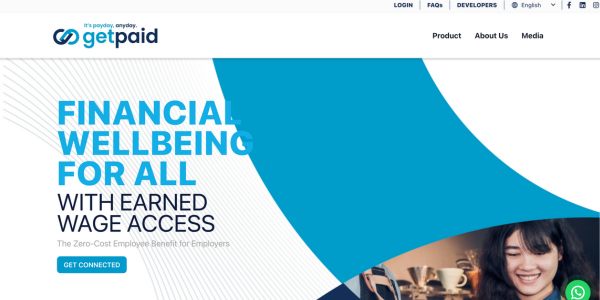 LOGIN FAQs DEVELOPERS English
It's payday, anyday.
getpaid
Product About Us Media
FINANCIAL
WELLBEING
FOR ALL
WITH EARNED
WAGE ACCESS
The Zero-Cost Employee Benefit for Employers
GET CONNECTED